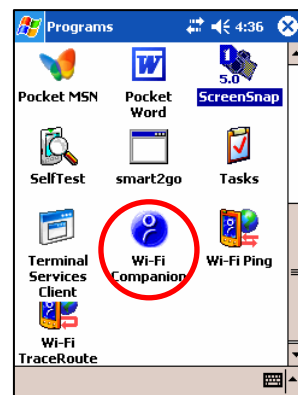 Programs 4:36
5.0
Pocket MSN Pocket Word ScreenSnap
SelfTest smart2go Tasks
Terminal Services Client Wi-Fi Companion Wi-Fi Ping
Wi-Fi TraceRoute